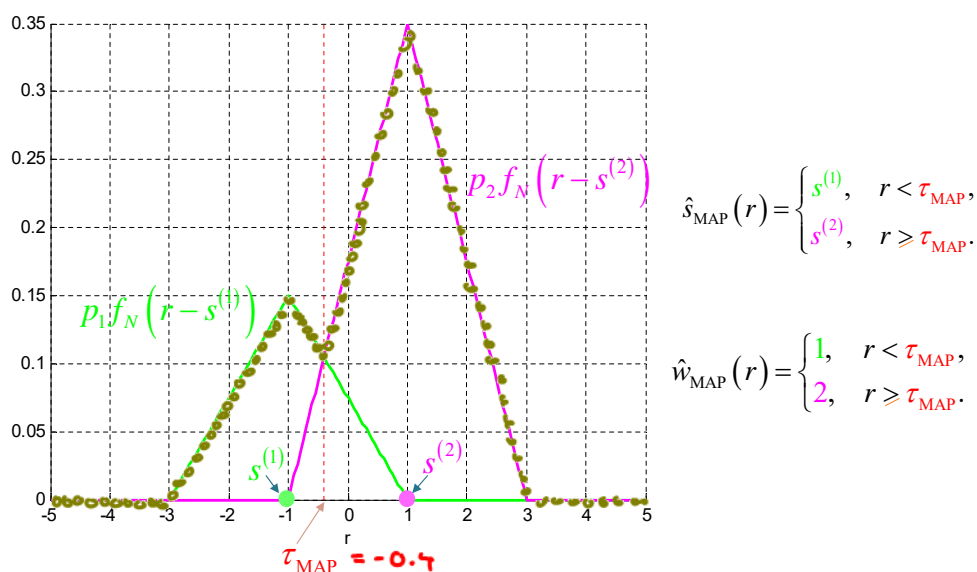 0.35
0.3
0.25
0.2
0.15
0.1
0.05
0
-5 -4 -3 -2 -1 0 1 2 3 4 5
r
p₁f_N(r − s⁽¹⁾)
p₂f_N(r − s⁽²⁾)
s⁽¹⁾
s⁽²⁾
τ_MAP = -0.4
ŝ_MAP(r) = { s⁽¹⁾, r < τ_MAP,
s⁽²⁾, r ≥ τ_MAP.
ŵ_MAP(r) = { 1, r < τ_MAP,
2, r ≥ τ_MAP.